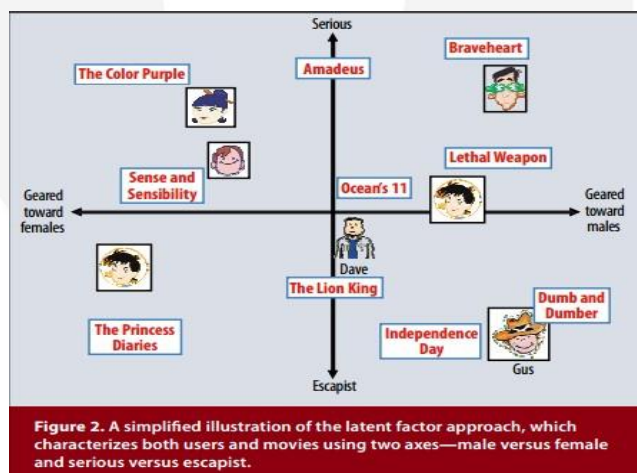 Serious
Braveheart
The Color Purple
Amadeus
Lethal Weapon
Sense and
Sensibility
Ocean's 11
Geared
toward
females
Geared
toward
males
Dave
The Lion King
Dumb and
Dumber
The Princess
Diaries
Independence
Day
Gus
Escapist
Figure 2. A simplified illustration of the latent factor approach, which
characterizes both users and movies using two axes—male versus female
and serious versus escapist.